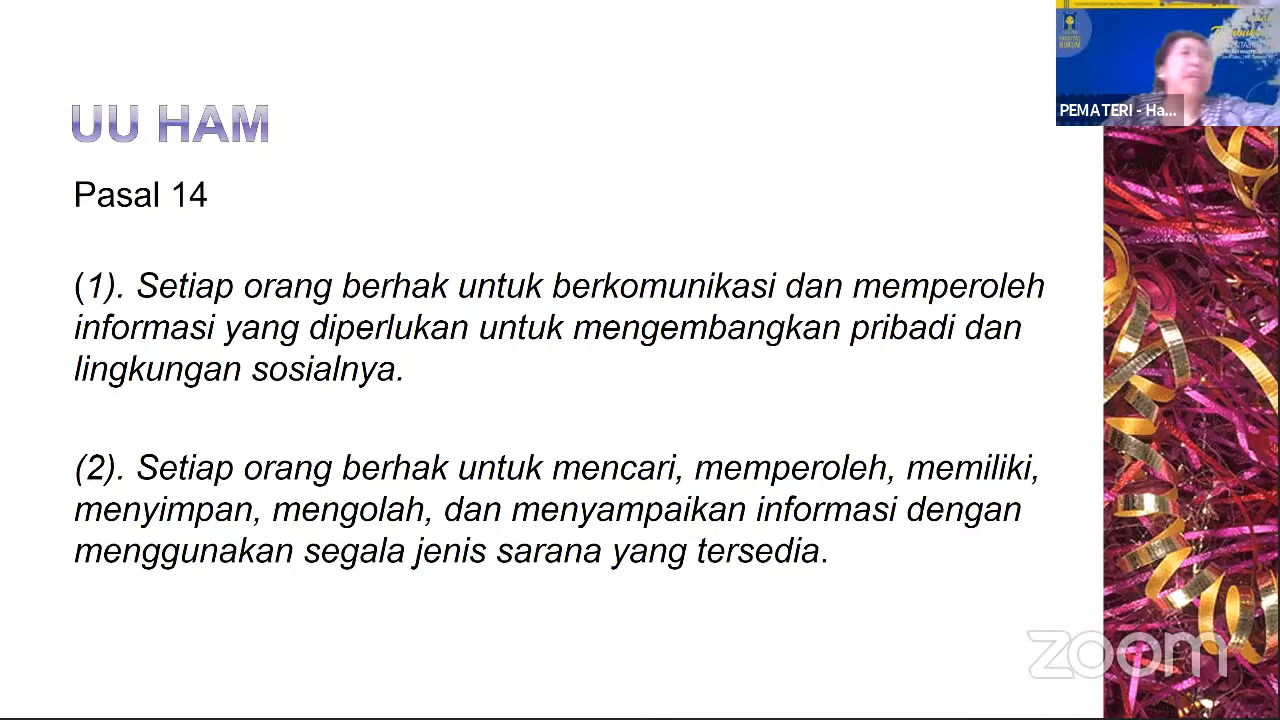 UU HAM
Pasal 14
(1). Setiap orang berhak untuk berkomunikasi dan memperoleh
informasi yang diperlukan untuk mengembangkan pribadi dan
lingkungan sosialnya.
(2). Setiap orang berhak untuk mencari, memperoleh, memiliki,
menyimpan, mengolah, dan menyampaikan informasi dengan
menggunakan segala jenis sarana yang tersedia.
PEMATERI - Ha...
HUKUM
zoom